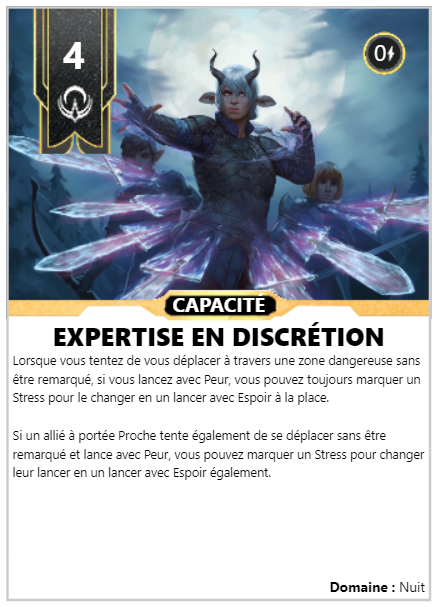 4
0
CAPACITÉ
EXPERTISE EN DISCRÉTION
Lorsque vous tentez de vous déplacer à travers une zone dangereuse sans
être remarqué, si vous lancez avec Peur, vous pouvez toujours marquer un
Stress pour le changer en un lancer avec Espoir à la place.
Si un allié à portée Proche tente également de se déplacer sans être
remarqué et lance avec Peur, vous pouvez marquer un Stress pour changer
leur lancer en un lancer avec Espoir également.
Domaine : Nuit